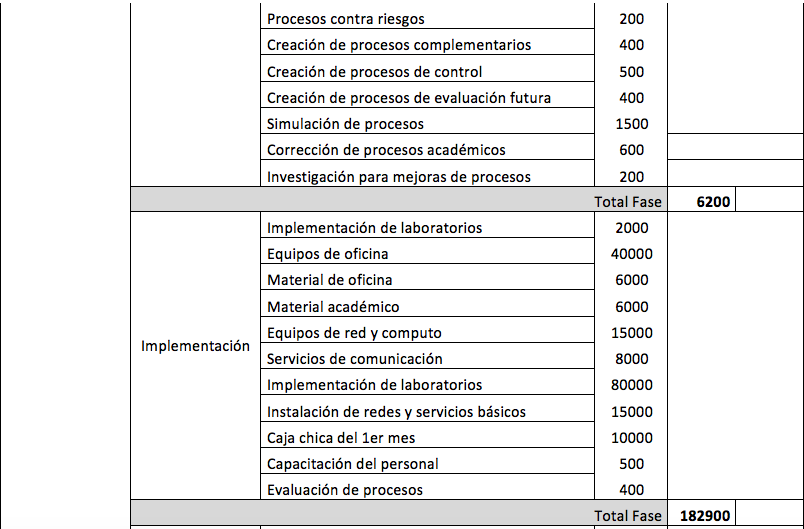 Procesos contra riesgos 200
Creación de procesos complementarios 400
Creación de procesos de control 500
Creación de procesos de evaluación futura 400
Simulación de procesos 1500
Corrección de procesos académicos 600
Investigación para mejoras de procesos 200
Total Fase 6200
Implementación de laboratorios 2000
Equipos de oficina 40000
Material de oficina 6000
Material académico 6000
Equipos de red y computo 15000
Implementación
Servicios de comunicación 8000
Implementación de laboratorios 80000
Instalación de redes y servicios básicos 15000
Caja chica del 1er mes 10000
Capacitación del personal 500
Evaluación de procesos 400
Total Fase 182900